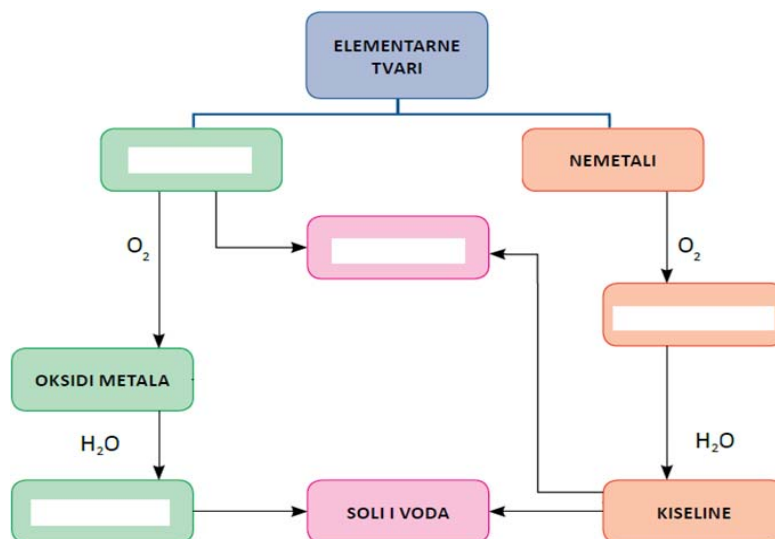 ELEMENTARNE
TVARI
NEMETALI
O₂
O₂
OKSIDI METALA
H₂O
H₂O
SOLI I VODA
KISELINE